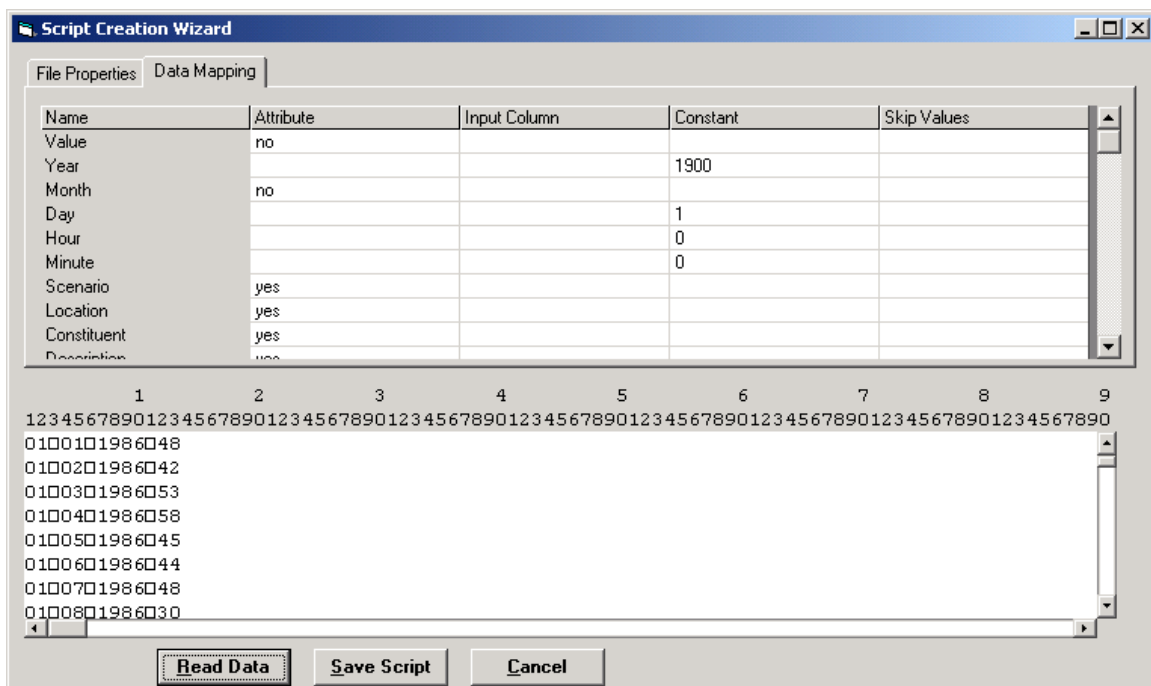 Script Creation Wizard
File Properties Data Mapping
Name Attribute Input Column Constant Skip Values
Value no
Year 1900
Month no
Day 1
Hour 0
Minute 0
Scenario yes
Location yes
Constituent yes
Description yes
1 2 3 4 5 6 7 8 9
123456789012345678901234567890123456789012345678901234567890123456789012345678901234567890
01□01□1986□48
01□02□1986□42
01□03□1986□53
01□04□1986□58
01□05□1986□45
01□06□1986□44
01□07□1986□48
01□08□1986□30
Read Data Save Script Cancel